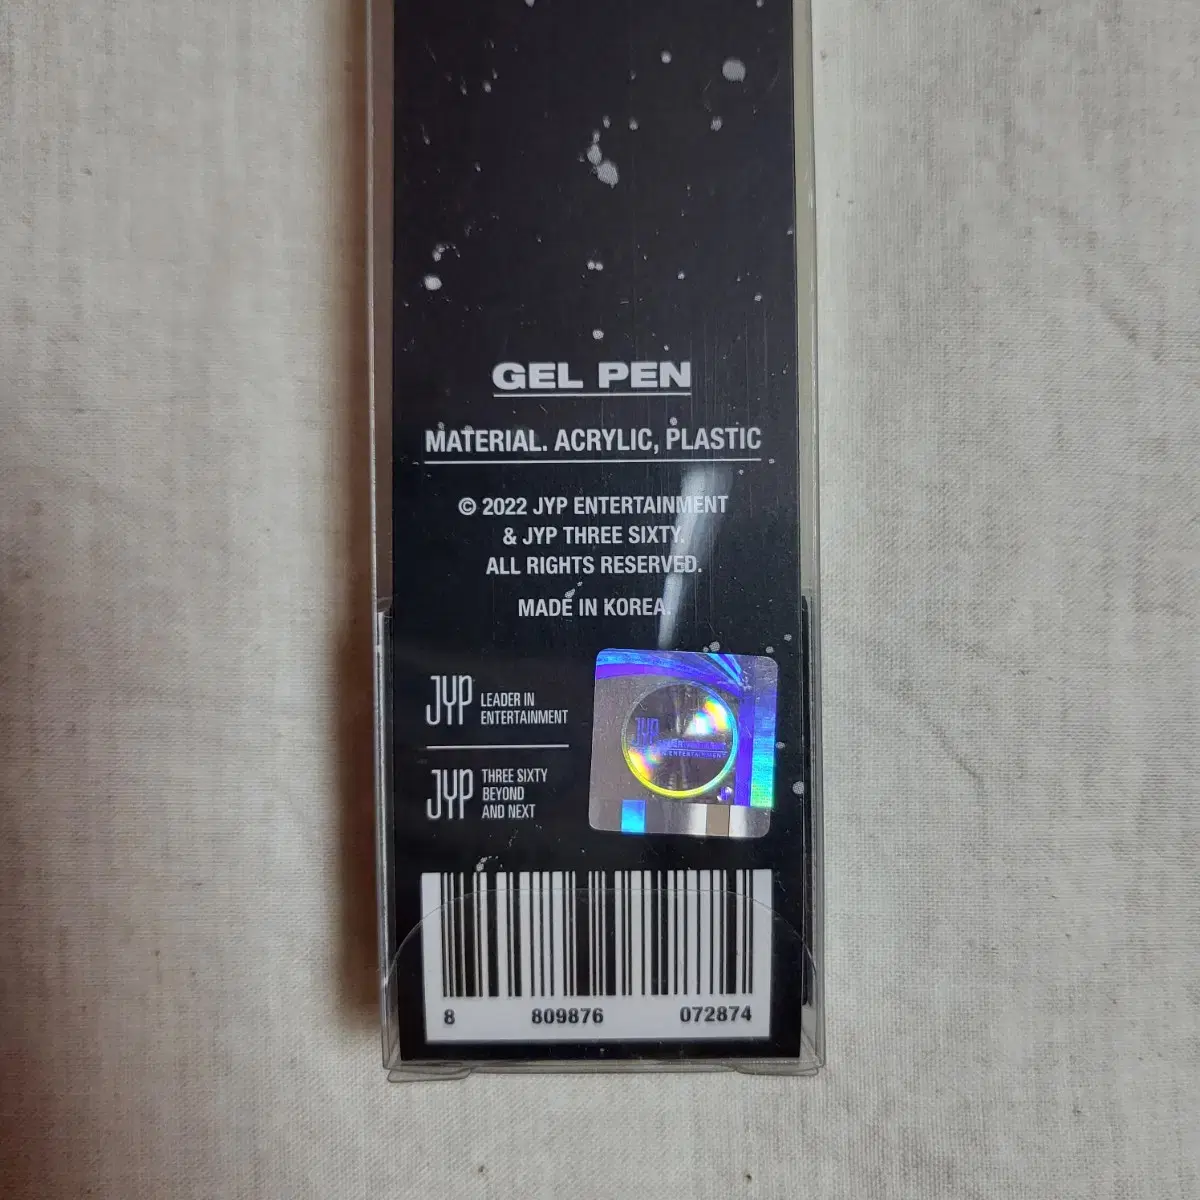 GEL PEN
MATERIAL. ACRYLIC, PLASTIC
© 2022 JYP ENTERTAINMENT
& JYP THREE SIXTY.
ALL RIGHTS RESERVED.
MADE IN KOREA.
JYP LEADER IN
ENTERTAINMENT
JYP THREE SIXTY
BEYOND
AND NEXT
JYP
8 809876 072874